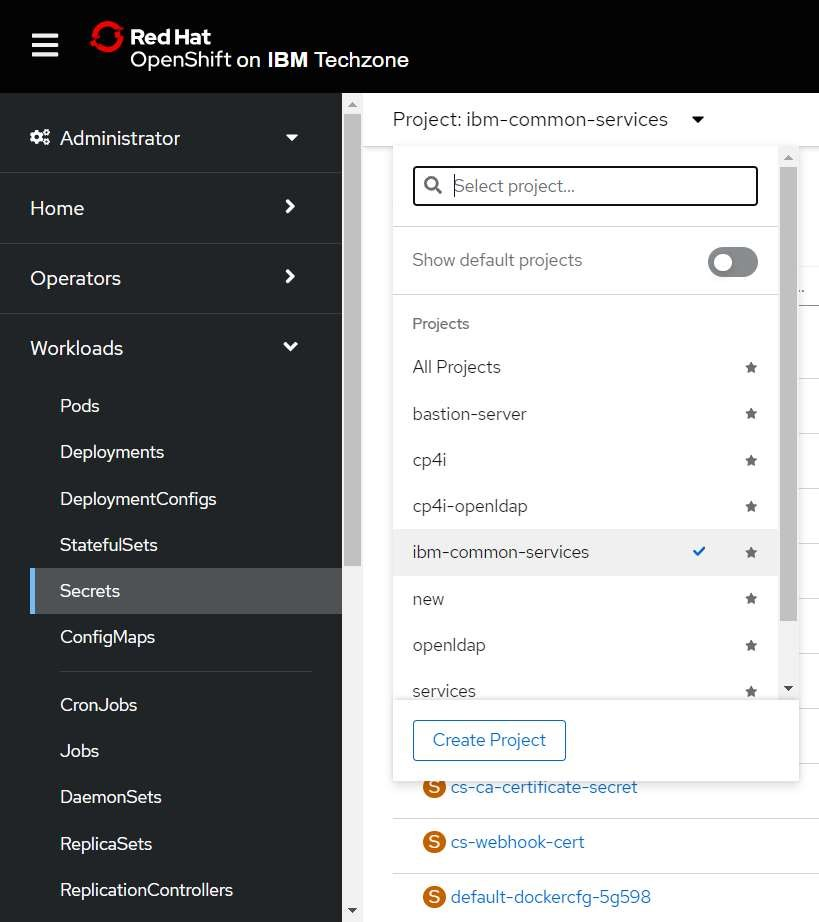 Red Hat
OpenShift on IBM Techzone
Administrator
Home
Operators
Workloads
Pods
Deployments
DeploymentConfigs
StatefulSets
Secrets
ConfigMaps
CronJobs
Jobs
DaemonSets
ReplicaSets
ReplicationControllers
Project: ibm-common-services
Select project...
Show default projects
Projects
All Projects
bastion-server
cp4i
cp4i-openldap
ibm-common-services
new
openldap
services
Create Project
S cs-ca-certificate-secret
S cs-webhook-cert
S default-dockercfg-5g598